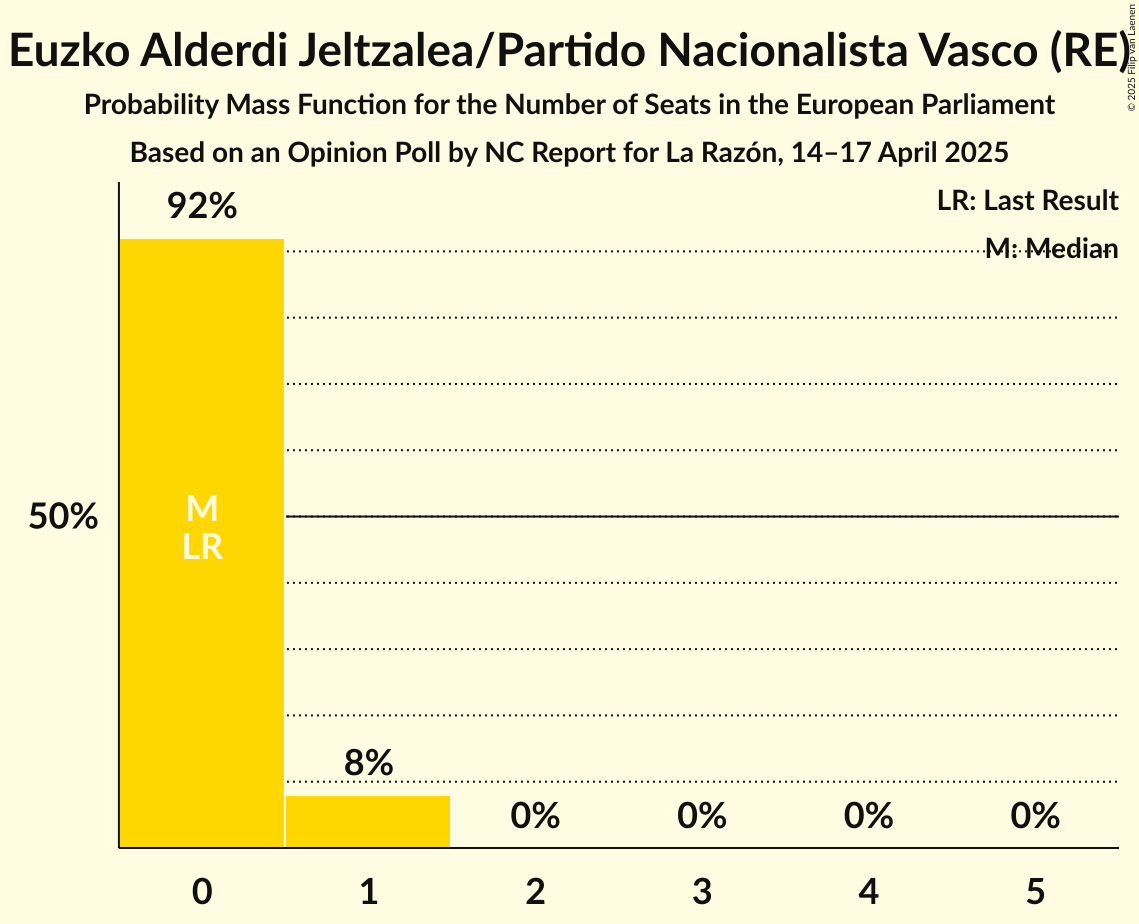 Euzko Alderdi Jeltzalea/Partido Nacionalista Vasco (RE)
© 2025 Filip van Laenen
Probability Mass Function for the Number of Seats in the European Parliament
Based on an Opinion Poll by NC Report for La Razón, 14–17 April 2025
LR: Last Result
M: Median
92%
50%
M
LR
8%
0%
0%
0%
0%
0
1
2
3
4
5